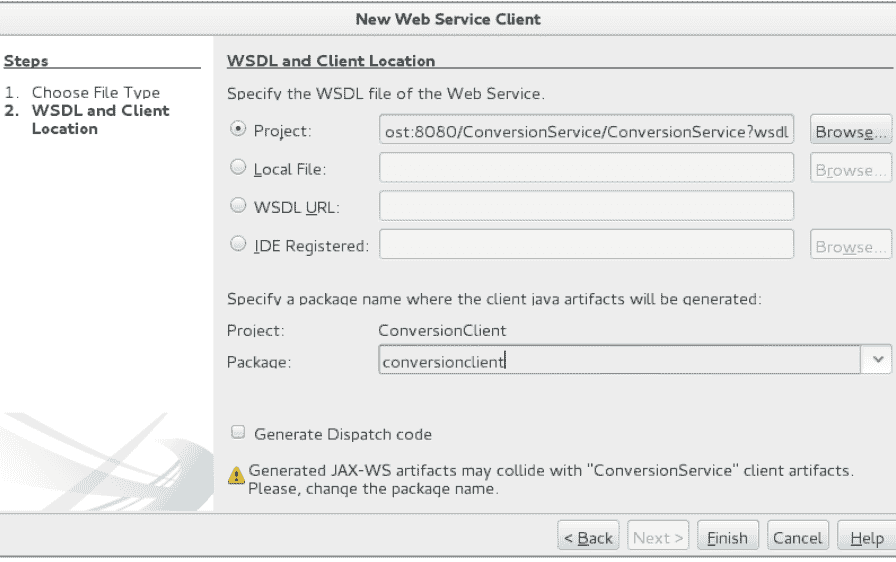 New Web Service Client
Steps
1. Choose File Type
2. WSDL and Client
Location
WSDL and Client Location
Specify the WSDL file of the Web Service.
Project: ost:8080/ConversionService/ConversionService?wsdl Browse...
Local File: Browse...
WSDL URL:
IDE Registered: Browse...
Specify a package name where the client java artifacts will be generated:
Project: ConversionClient
Package: conversionclient
Generate Dispatch code
Generated JAX-WS artifacts may collide with "ConversionService" client artifacts.
Please, change the package name.
< Back Next > Finish Cancel Help